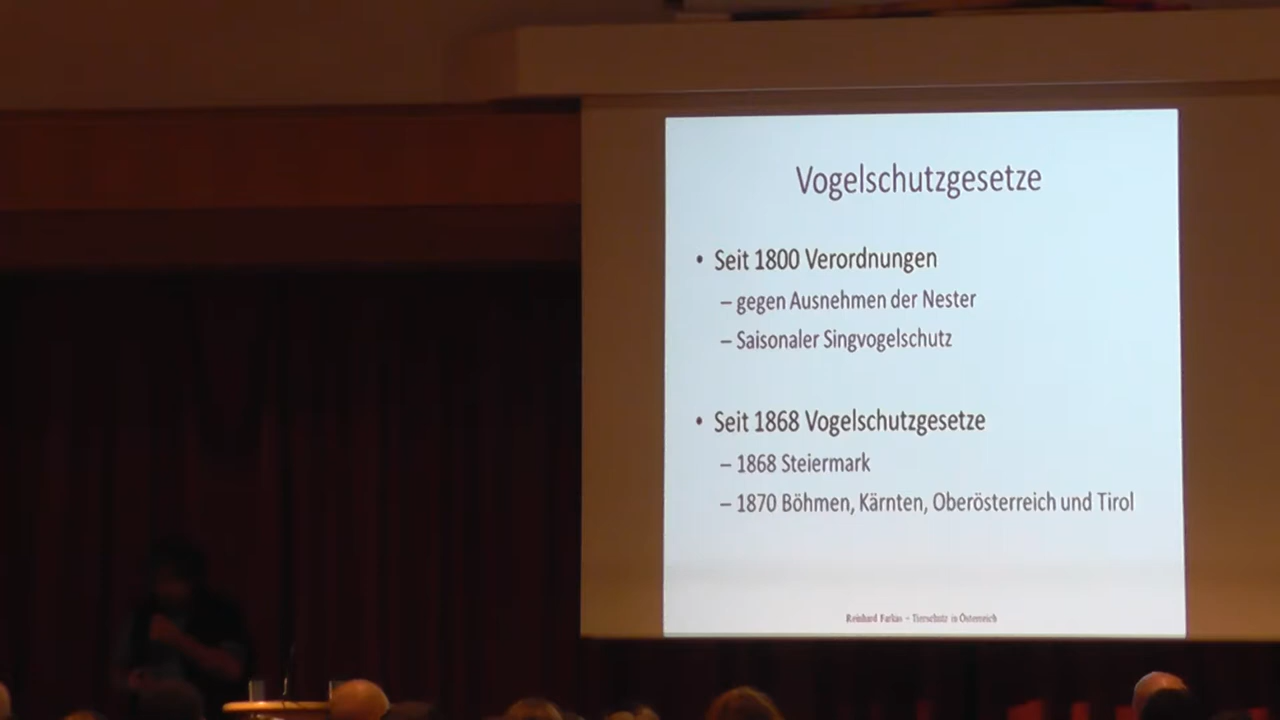 Vogelschutzgesetze
• Seit 1800 Verordnungen
– gegen Ausnehmen der Nester
– Saisonaler Singvogelschutz
• Seit 1868 Vogelschutzgesetze
– 1868 Steiermark
– 1870 Böhmen, Kärnten, Oberösterreich und Tirol
Reinhard Farkas – Tierschutz in Österreich